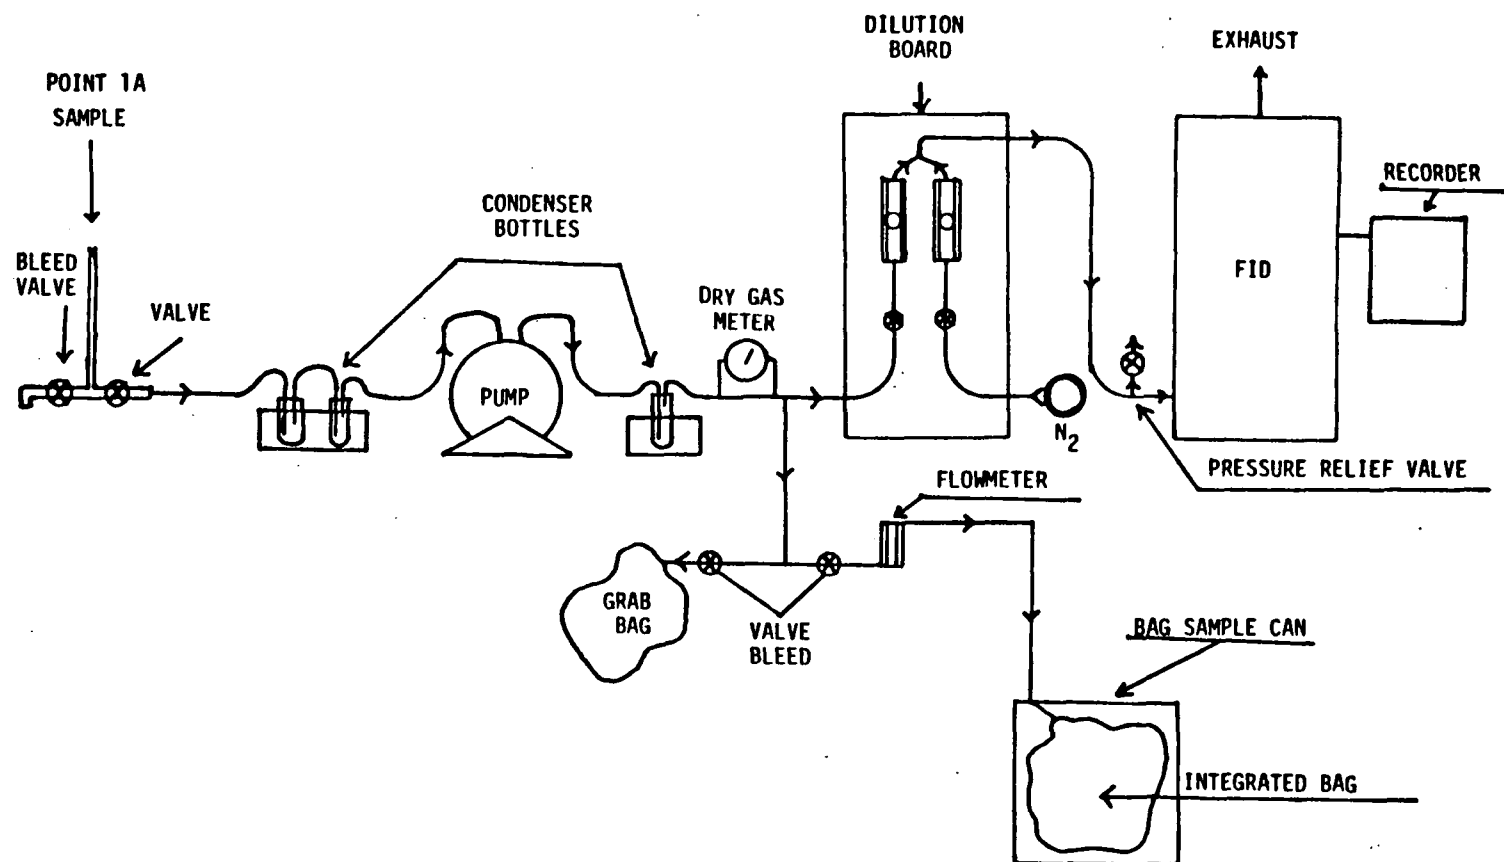 POINT 1A
SAMPLE
BLEED
VALVE
VALVE
CONDENSER
BOTTLES
PUMP
DRY GAS
METER
DILUTION
BOARD
N2
EXHAUST
FID
RECORDER
PRESSURE RELIEF VALVE
FLOWMETER
GRAB
BAG
VALVE
BLEED
BAG SAMPLE CAN
INTEGRATED BAG